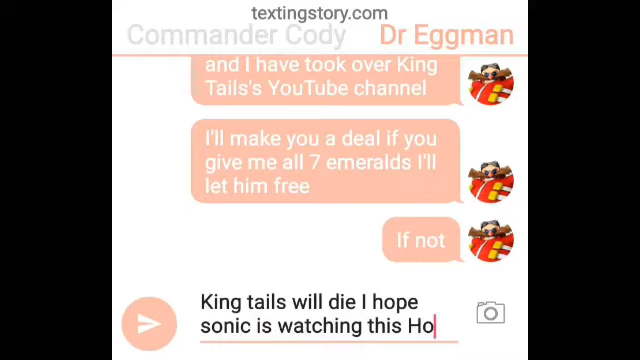 textingstory.com
Commander Cody Dr Eggman
and I have took over King
Tails's YouTube channel
I'll make you a deal if you
give me all 7 emeralds I'll
let him free
If not
King tails will die I hope
sonic is watching this Ho